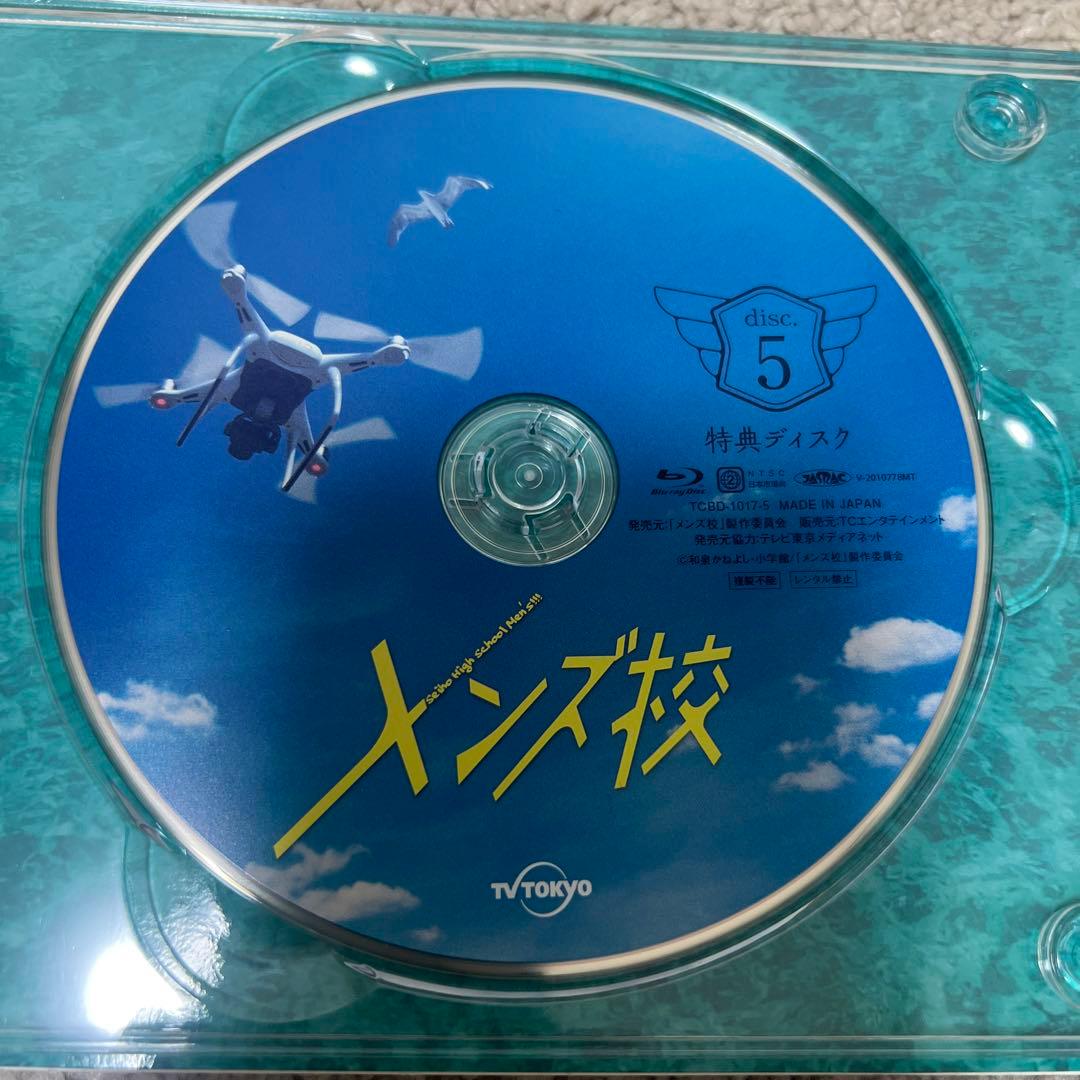 disc.
5
特典ディスク
Blu-ray Disc
2
NTSC
日本市場向
JASRAC
V-2010778MT
TCBD-1017-5 MADE IN JAPAN
発売元:「メンズ校」製作委員会 販売元:TCエンタテインメント
発売元協力:テレビ東京メディアネット
©和泉かねよし・小学館/「メンズ校」製作委員会
複製不能 レンタル禁止
Seiho High School Men's!!!
メンズ校
TV TOKYO